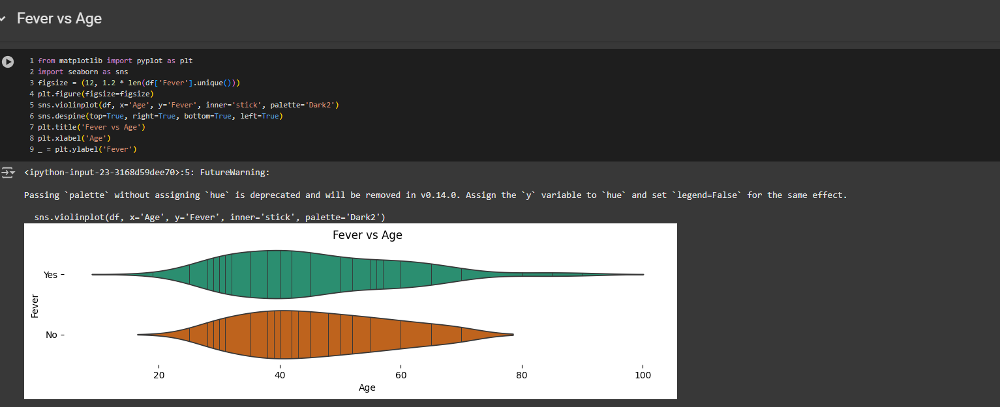 Fever vs Age
1 from matplotlib import pyplot as plt
2 import seaborn as sns
3 figsize = (12, 1.2 * len(df['Fever'].unique()))
4 plt.figure(figsize=figsize)
5 sns.violinplot(df, x='Age', y='Fever', inner='stick', palette='Dark2')
6 sns.despine(top=True, right=True, bottom=True, left=True)
7 plt.title('Fever vs Age')
8 plt.xlabel('Age')
9 _ = plt.ylabel('Fever')
<ipython-input-23-3168d59dee70>:5: FutureWarning:
Passing `palette` without assigning `hue` is deprecated and will be removed in v0.14.0. Assign the `y` variable to `hue` and set `legend=False` for the same effect.
sns.violinplot(df, x='Age', y='Fever', inner='stick', palette='Dark2')
Fever vs Age
Yes
Fever
No
20 40 60 80 100
Age